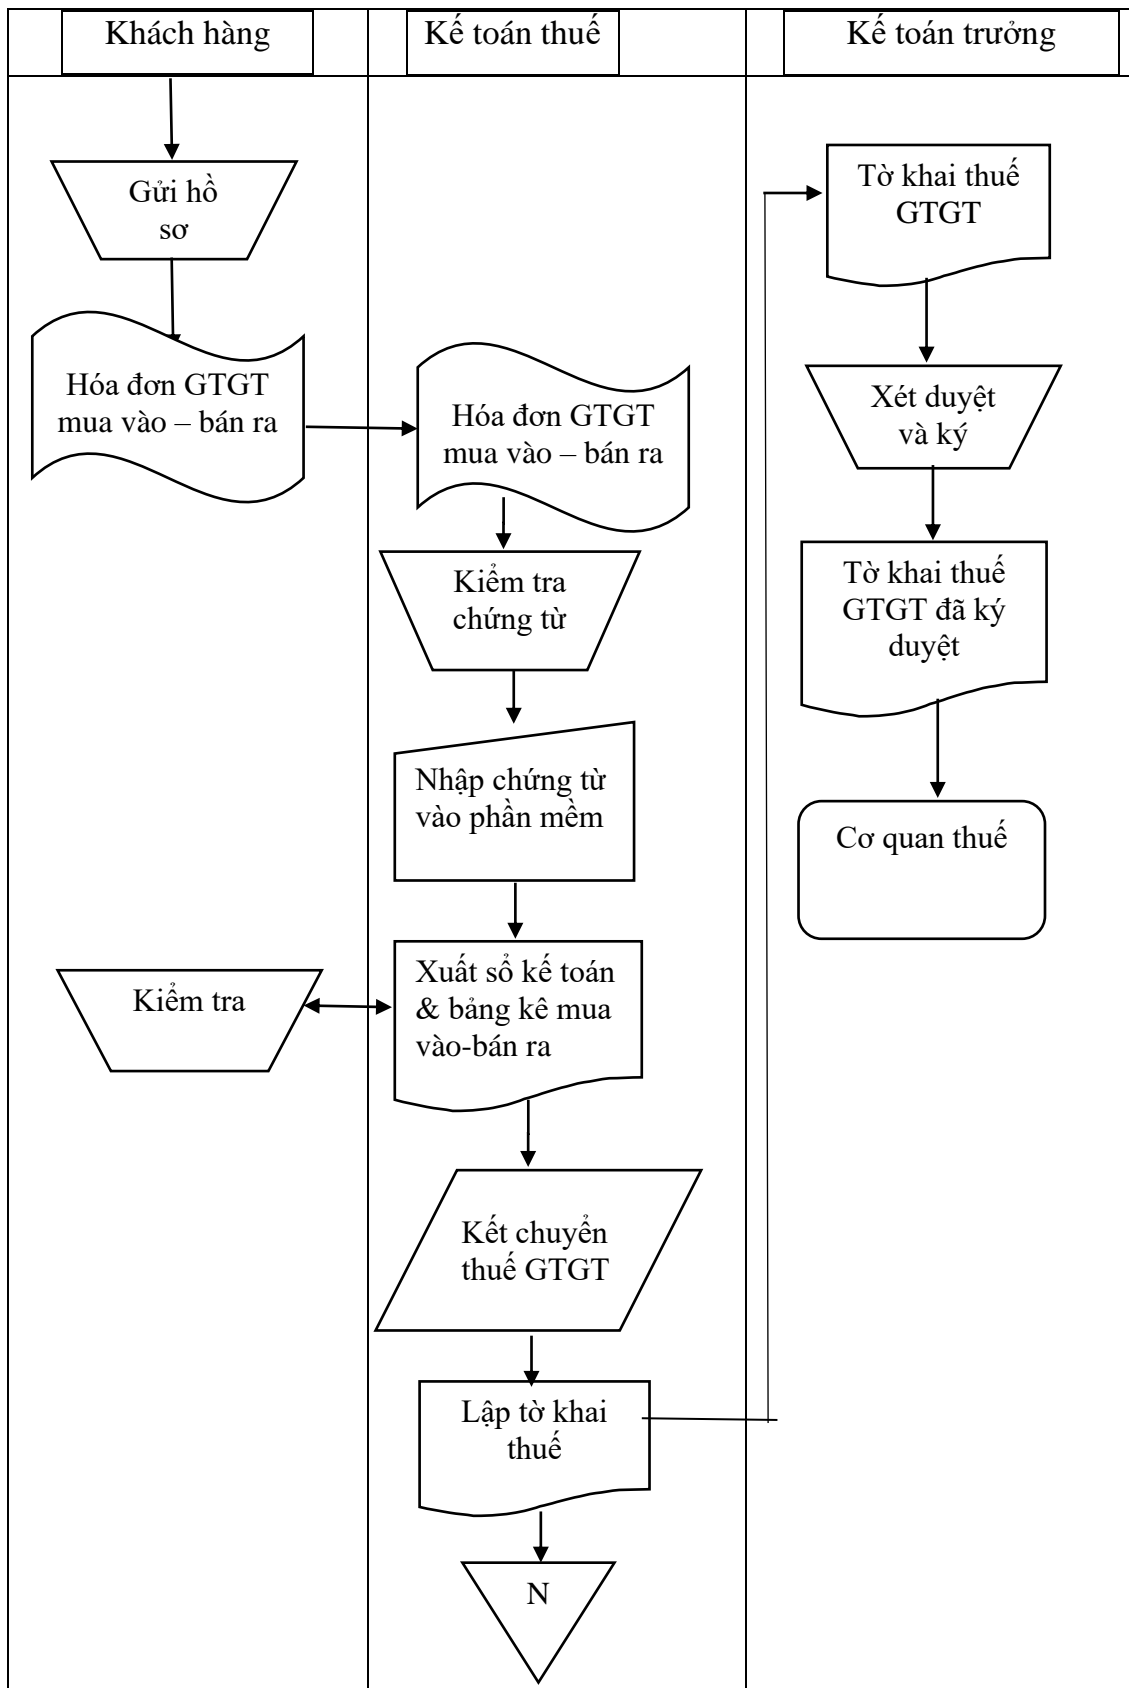 Khách hàng
Kế toán thuế
Kế toán trưởng
Gửi hồ
sơ
Hóa đơn GTGT
mua vào – bán ra
Kiểm tra
Hóa đơn GTGT
mua vào – bán ra
Kiểm tra
chứng từ
Nhập chứng từ
vào phần mềm
Xuất sổ kế toán
& bảng kê mua
vào-bán ra
Kết chuyển
thuế GTGT
Lập tờ khai
thuế
N
Tờ khai thuế
GTGT
Xét duyệt
và ký
Tờ khai thuế
GTGT đã ký
duyệt
Cơ quan thuế